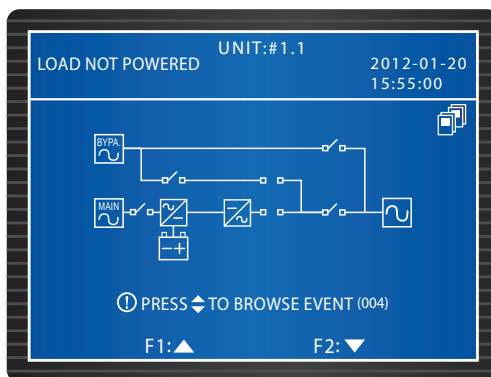 UNIT:#1.1
LOAD NOT POWERED
2012-01-20
15:55:00
BYPA.
MAIN
PRESS TO BROWSE EVENT (004)
F1:▲ F2:▼